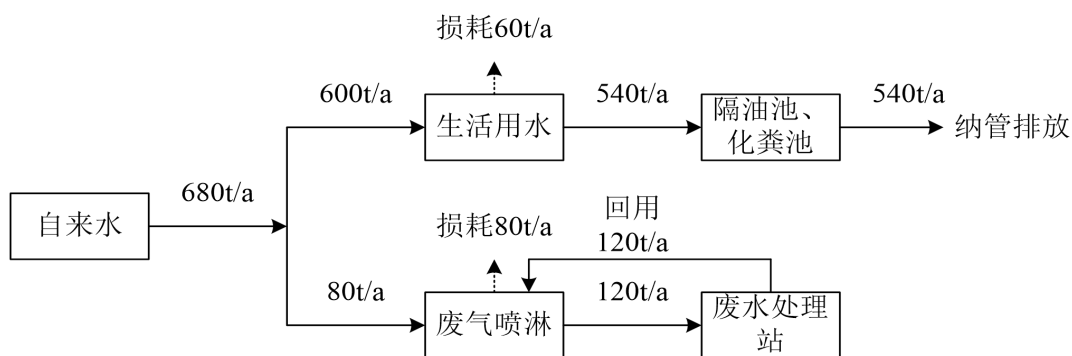 损耗60t/a
600t/a
生活用水
540t/a
隔油池、
化粪池
540t/a
纳管排放
自来水
680t/a
损耗80t/a
回用
120t/a
80t/a
废气喷淋
120t/a
废水处理
站